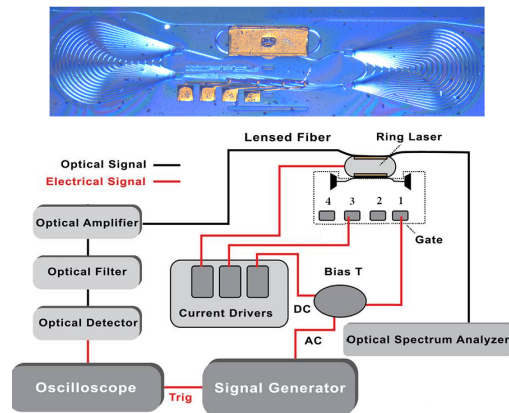 Lensed Fiber
Ring Laser
Optical Signal
Electrical Signal
4 3 2 1
Optical Amplifier
Gate
Optical Filter
Bias T
Current Drivers
DC
Optical Detector
AC
Optical Spectrum Analyzer
Oscilloscope
Trig
Signal Generator